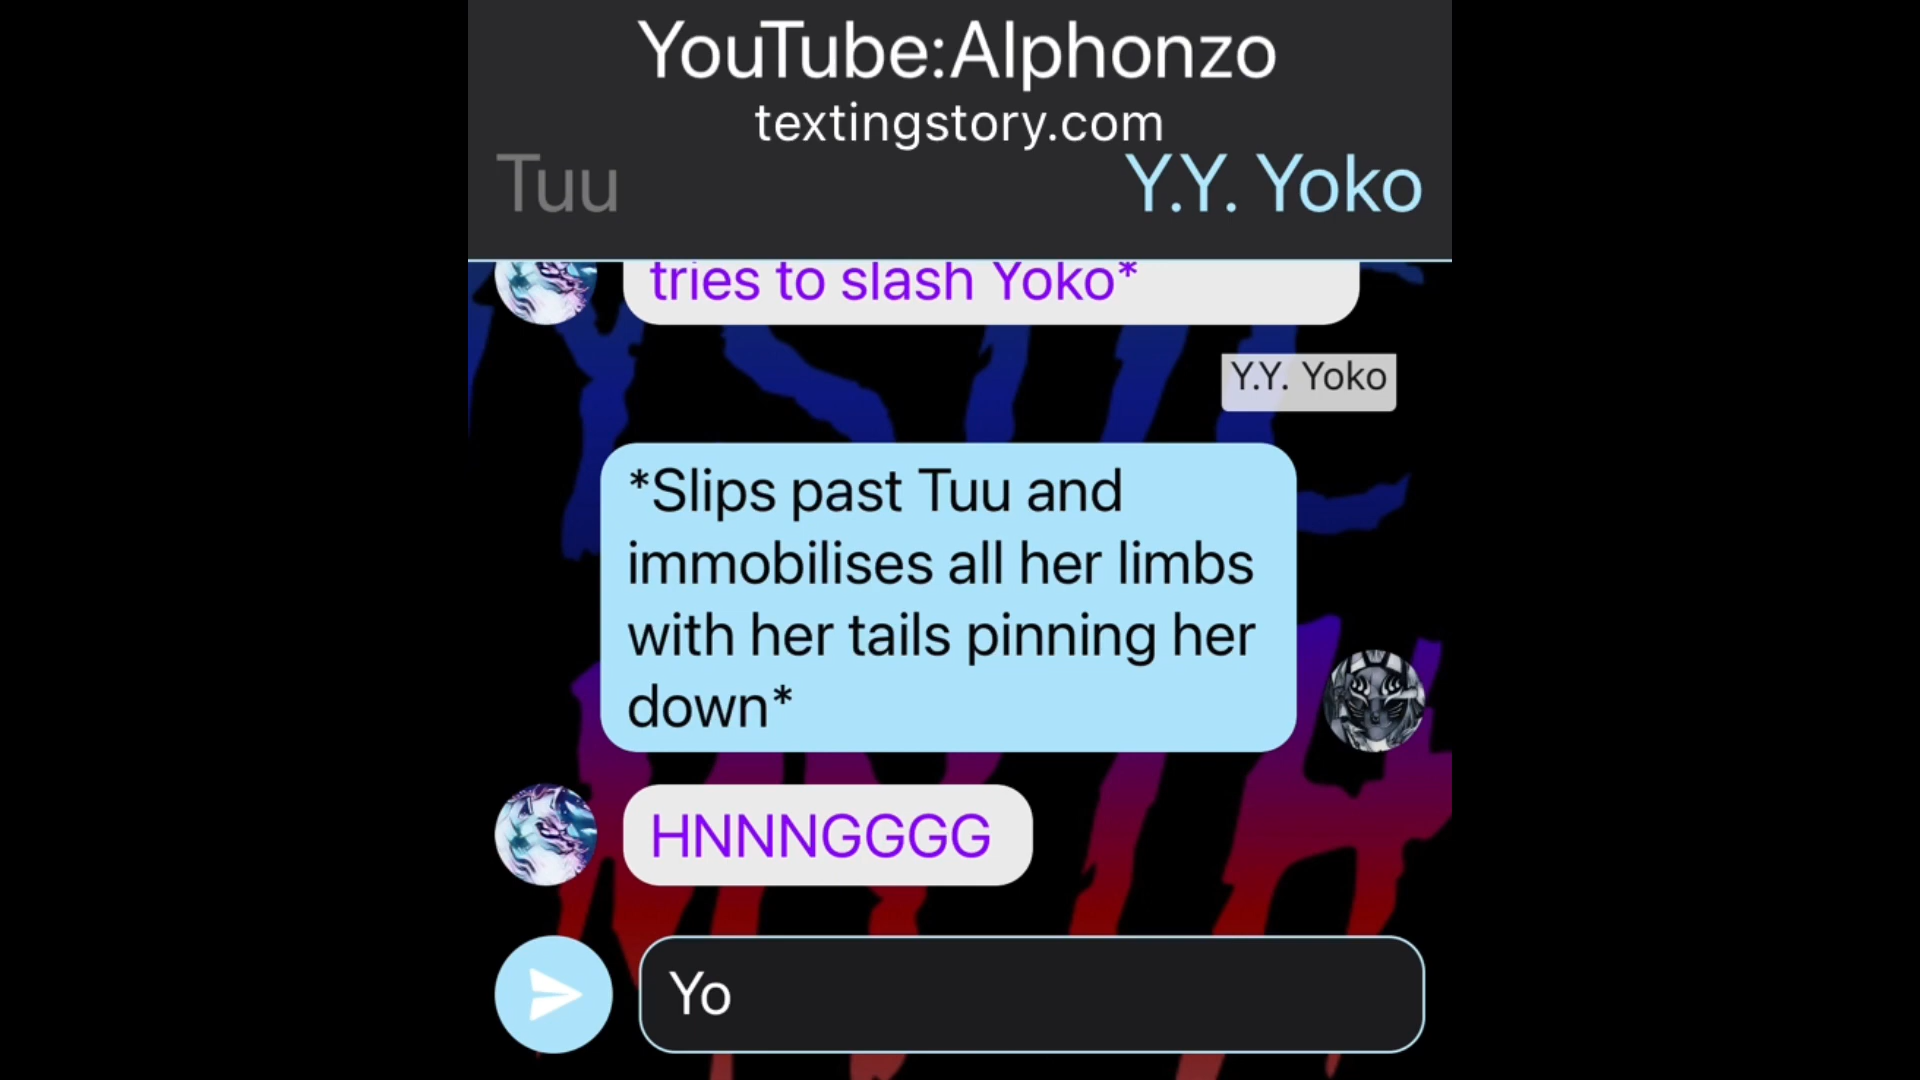 YouTube:Alphonzo
textingstory.com
Tuu
Y.Y. Yoko
tries to slash Yoko*
Y.Y. Yoko
*Slips past Tuu and
immobilises all her limbs
with her tails pinning her
down*
HNNNGGGG
Yo